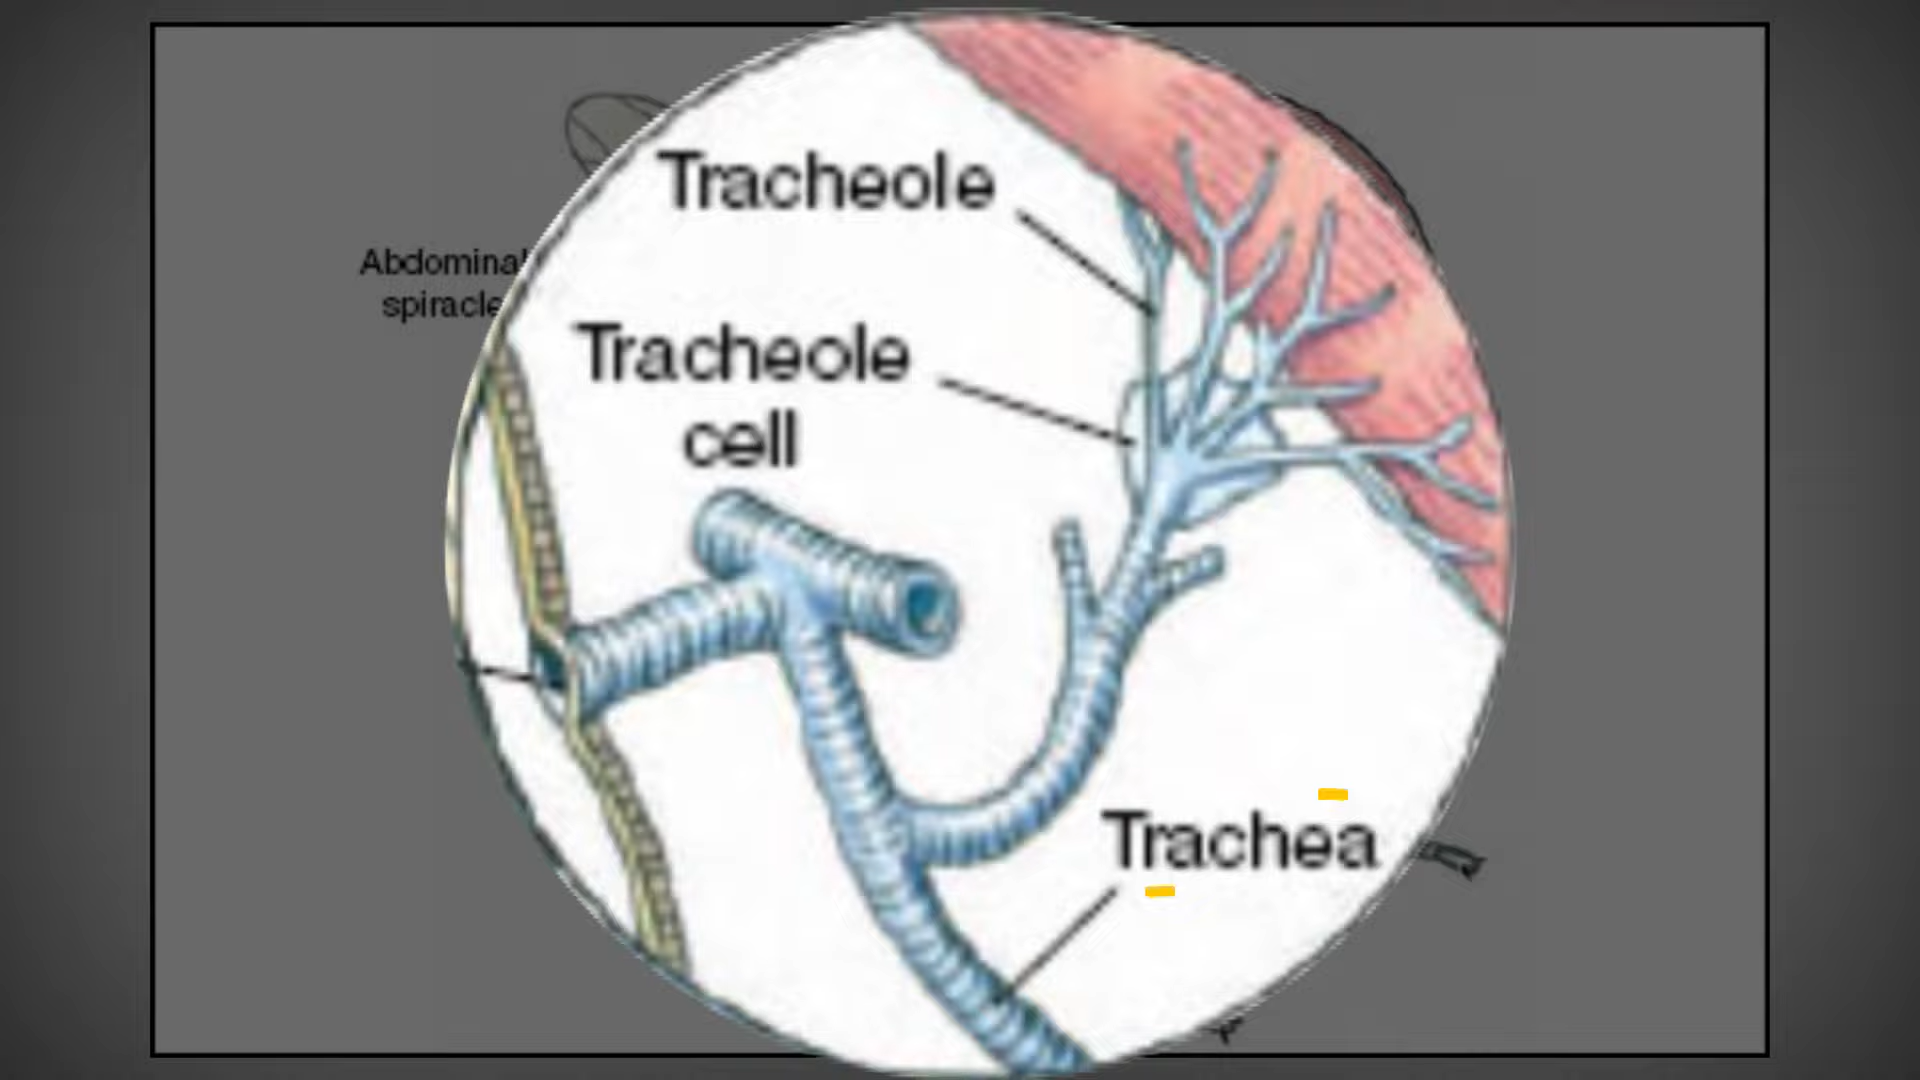 Tracheole
Abdominal
spiracle
Tracheole
cell
Trachea